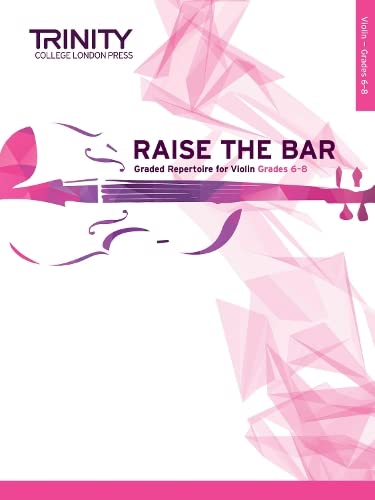 TRINITY
COLLEGE LONDON PRESS
Violin – Grades 6–8
RAISE THE BAR
Graded Repertoire for Violin Grades 6–8